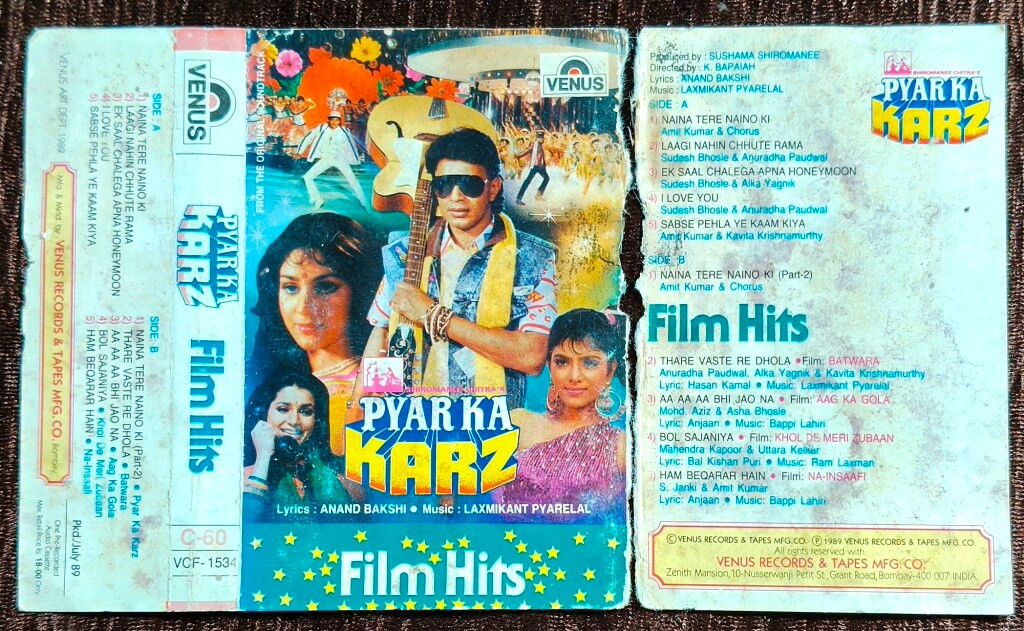 VENUS ART DEPT. 1989
Mfd. & Mktd. by: VENUS RECORDS & TAPES MFG. CO. Bombay
One Pre-Recorded
Audio Cassette
Max. Retail Price Rs. 18-00 Only
Pkd/July 89
SIDE : A
1) NAINA TERE NAINO KI
2) LAAGI NAHIN CHHUTE RAMA
3) EK SAAL CHALEGA APNA HONEYMOON
4) I LOVE YOU
5) SABSE PEHLA YE KAAM KIYA
SIDE : B
1) NAINA TERE NAINO KI (Part-2) • Pyar Ka Karz
2) THARE VASTE RE DHOLA • Batwara
3) AA AA AA BHI JAO NA • Aag Ka Gola
4) BOL SAJANIYA • Khol De Meri Zubaan
5) HAM BEQARAR HAIN • Na-Insaafi
VENUS
PYAR KA
KARZ
Film Hits
C-60
VCF-1534
FROM THE ORIGINAL SOUNDTRACK
VENUS
SHIROMANEE CHITRA'S
PYAR KA
KARZ
Lyrics : ANAND BAKSHI • Music : LAXMIKANT PYARELAL
Film Hits
Produced by : SUSHAMA SHIROMANEE
Directed by : K. BAPAIAH
Lyrics : ANAND BAKSHI
Music : LAXMIKANT PYARELAL
SHIROMANEE CHITRA'S
PYAR KA
KARZ
SIDE : A
1) NAINA TERE NAINO KI
Amit Kumar & Chorus
2) LAAGI NAHIN CHHUTE RAMA
Sudesh Bhosle & Anuradha Paudwal
3) EK SAAL CHALEGA APNA HONEYMOON
Sudesh Bhosle & Alka Yagnik
4) I LOVE YOU
Sudesh Bhosle & Anuradha Paudwal
5) SABSE PEHLA YE KAAM KIYA
Amit Kumar & Kavita Krishnamurthy
SIDE : B
1) NAINA TERE NAINO KI (Part-2)
Amit Kumar & Chorus
Film Hits
2) THARE VASTE RE DHOLA • Film: BATWARA
Anuradha Paudwal, Alka Yagnik & Kavita Krishnamurthy
Lyric: Hasan Kamal • Music: Laxmikant Pyarelal
3) AA AA AA BHI JAO NA • Film: AAG KA GOLA
Mohd. Aziz & Asha Bhosle
Lyric: Anjaan • Music: Bappi Lahiri
4) BOL SAJANIYA • Film: KHOL DE MERI ZUBAAN
Mahendra Kapoor & Uttara Kelkar
Lyric: Bal Kishan Puri • Music: Ram Laxman
5) HAM BEQARAR HAIN • Film: NA-INSAAFI
S. Janki & Amit Kumar
Lyric: Anjaan • Music: Bappi Lahiri
Ⓒ VENUS RECORDS & TAPES MFG. CO. Ⓟ 1989 VENUS RECORDS & TAPES MFG. CO.
All rights reserved with
VENUS RECORDS & TAPES MFG. CO.
Zenith Mansion, 10-Nusserwanji Petit St., Grant Road, Bombay-400 007. INDIA.